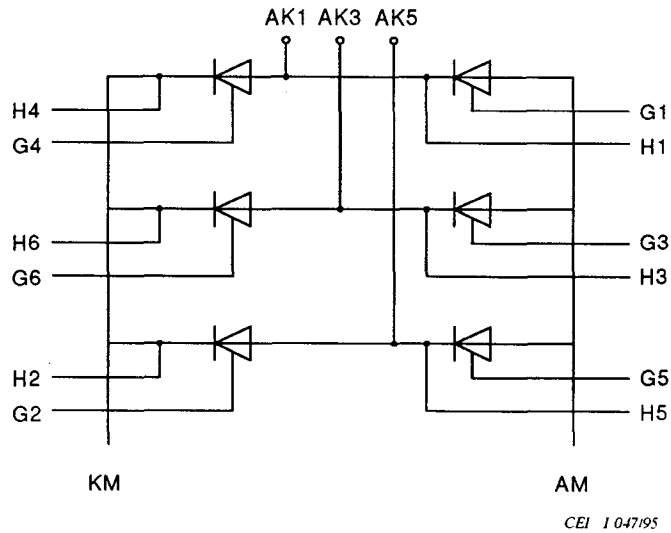 AK1 AK3 AK5
H4 G1
G4 H1
H6 G3
G6 H3
H2 G5
G2 H5
KM AM
CEI 1 047/95